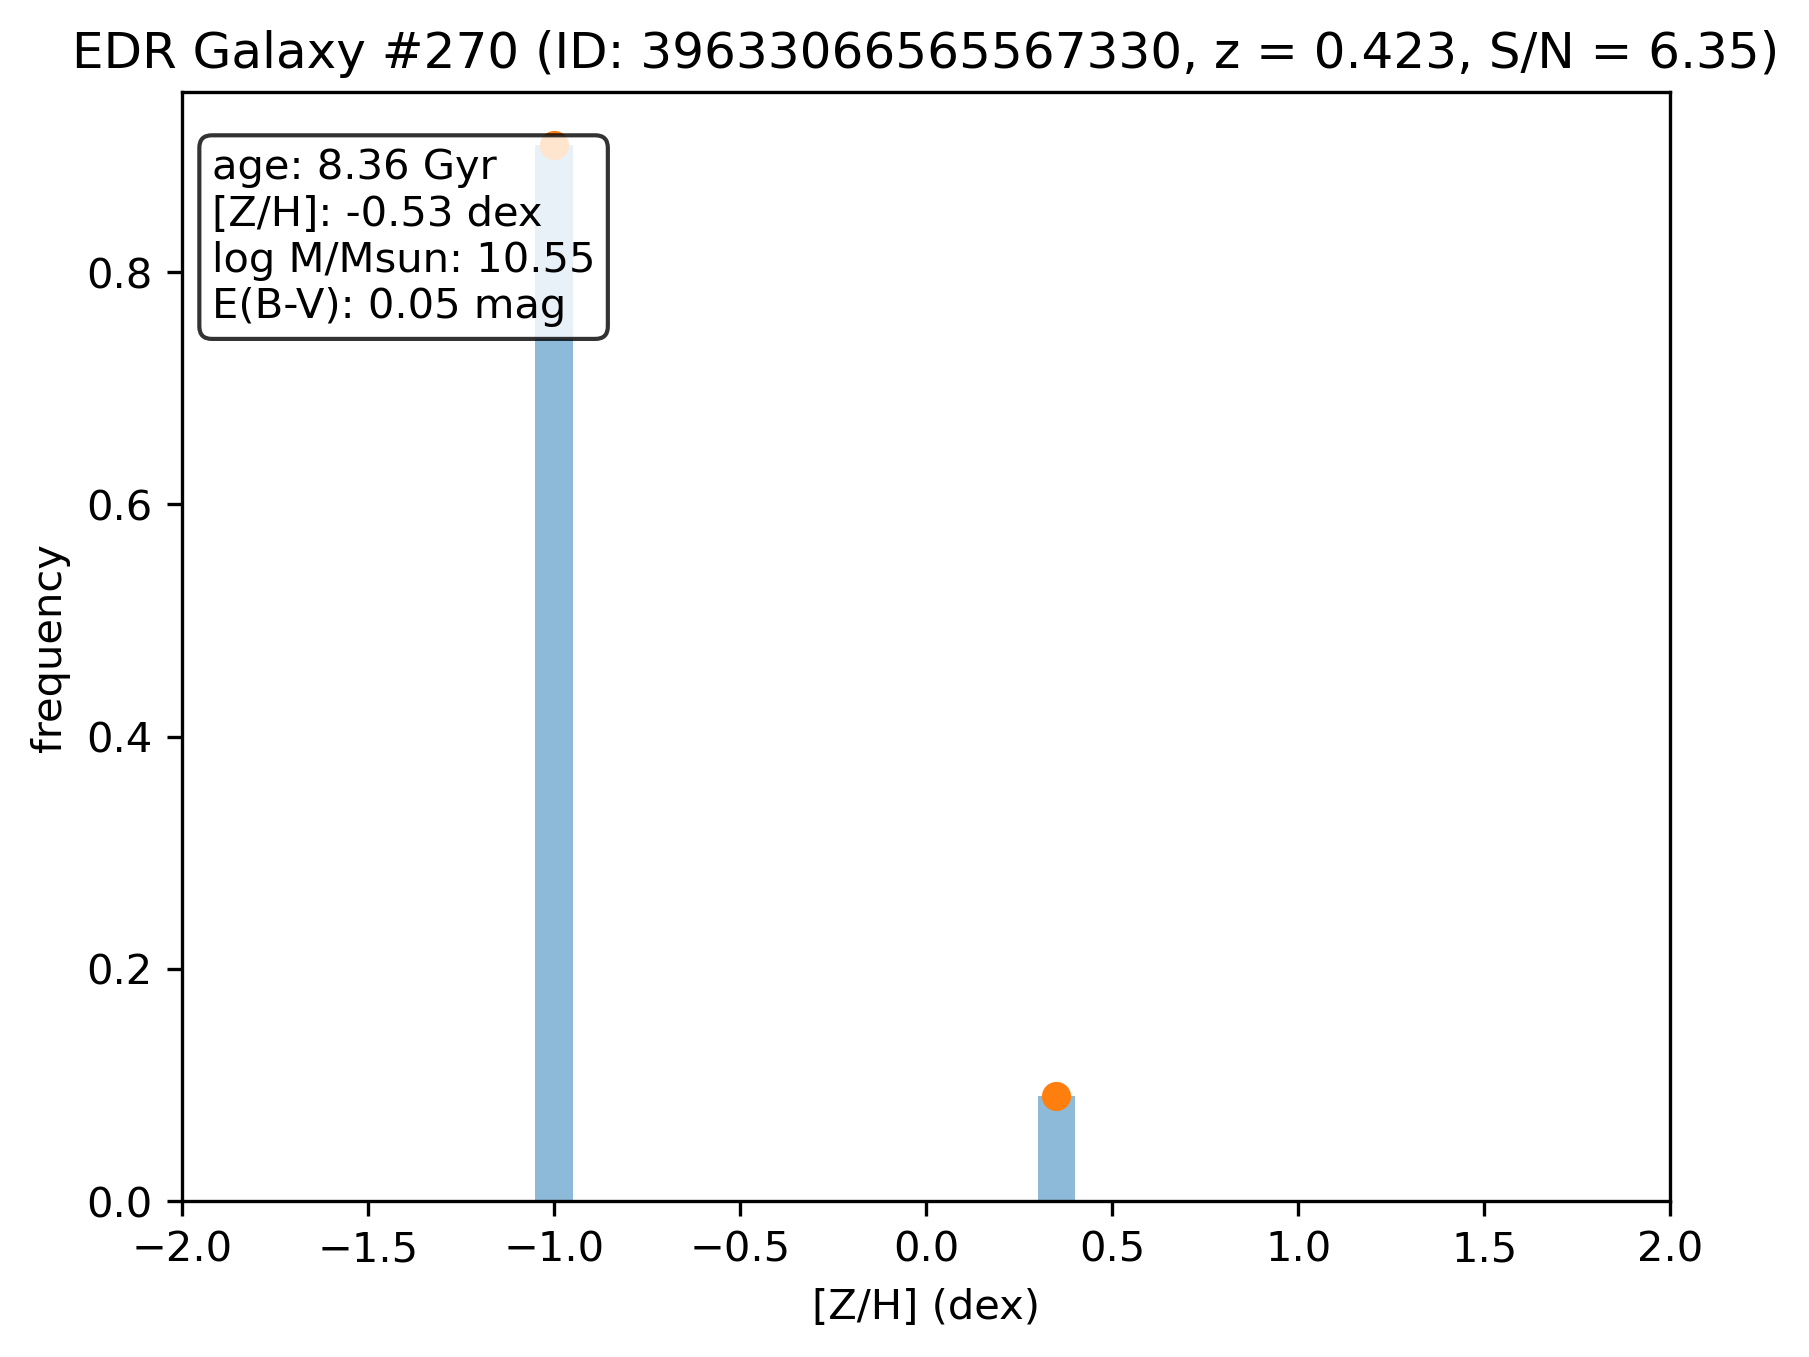 EDR Galaxy #270 (ID: 39633066565567330, z = 0.423, S/N = 6.35)
age: 8.36 Gyr
[Z/H]: -0.53 dex
log M/Msun: 10.55
E(B-V): 0.05 mag
0.8
0.6
0.4
0.2
0.0
frequency
−2.0 −1.5 −1.0 −0.5 0.0 0.5 1.0 1.5 2.0
[Z/H] (dex)